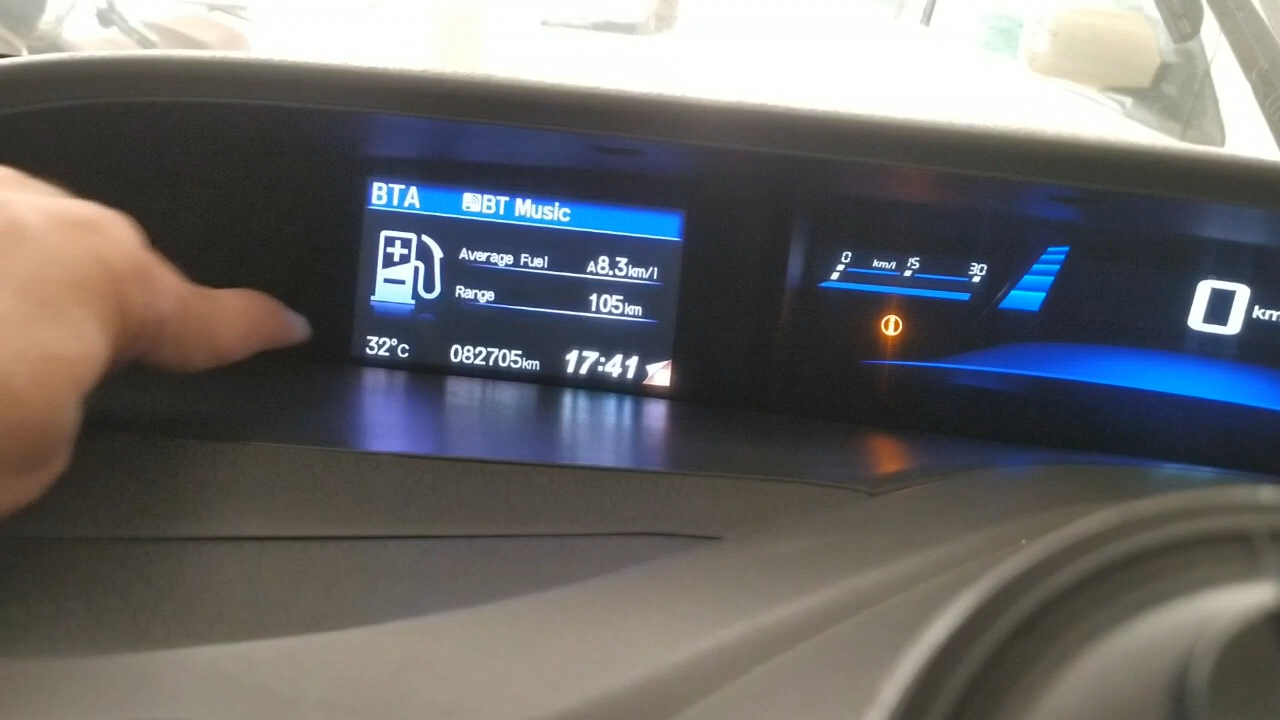 BTA BT Music
Average Fuel A8.3km/l
Range 105km
32°C 082705km 17:41
0 km/l 15 30
0 km